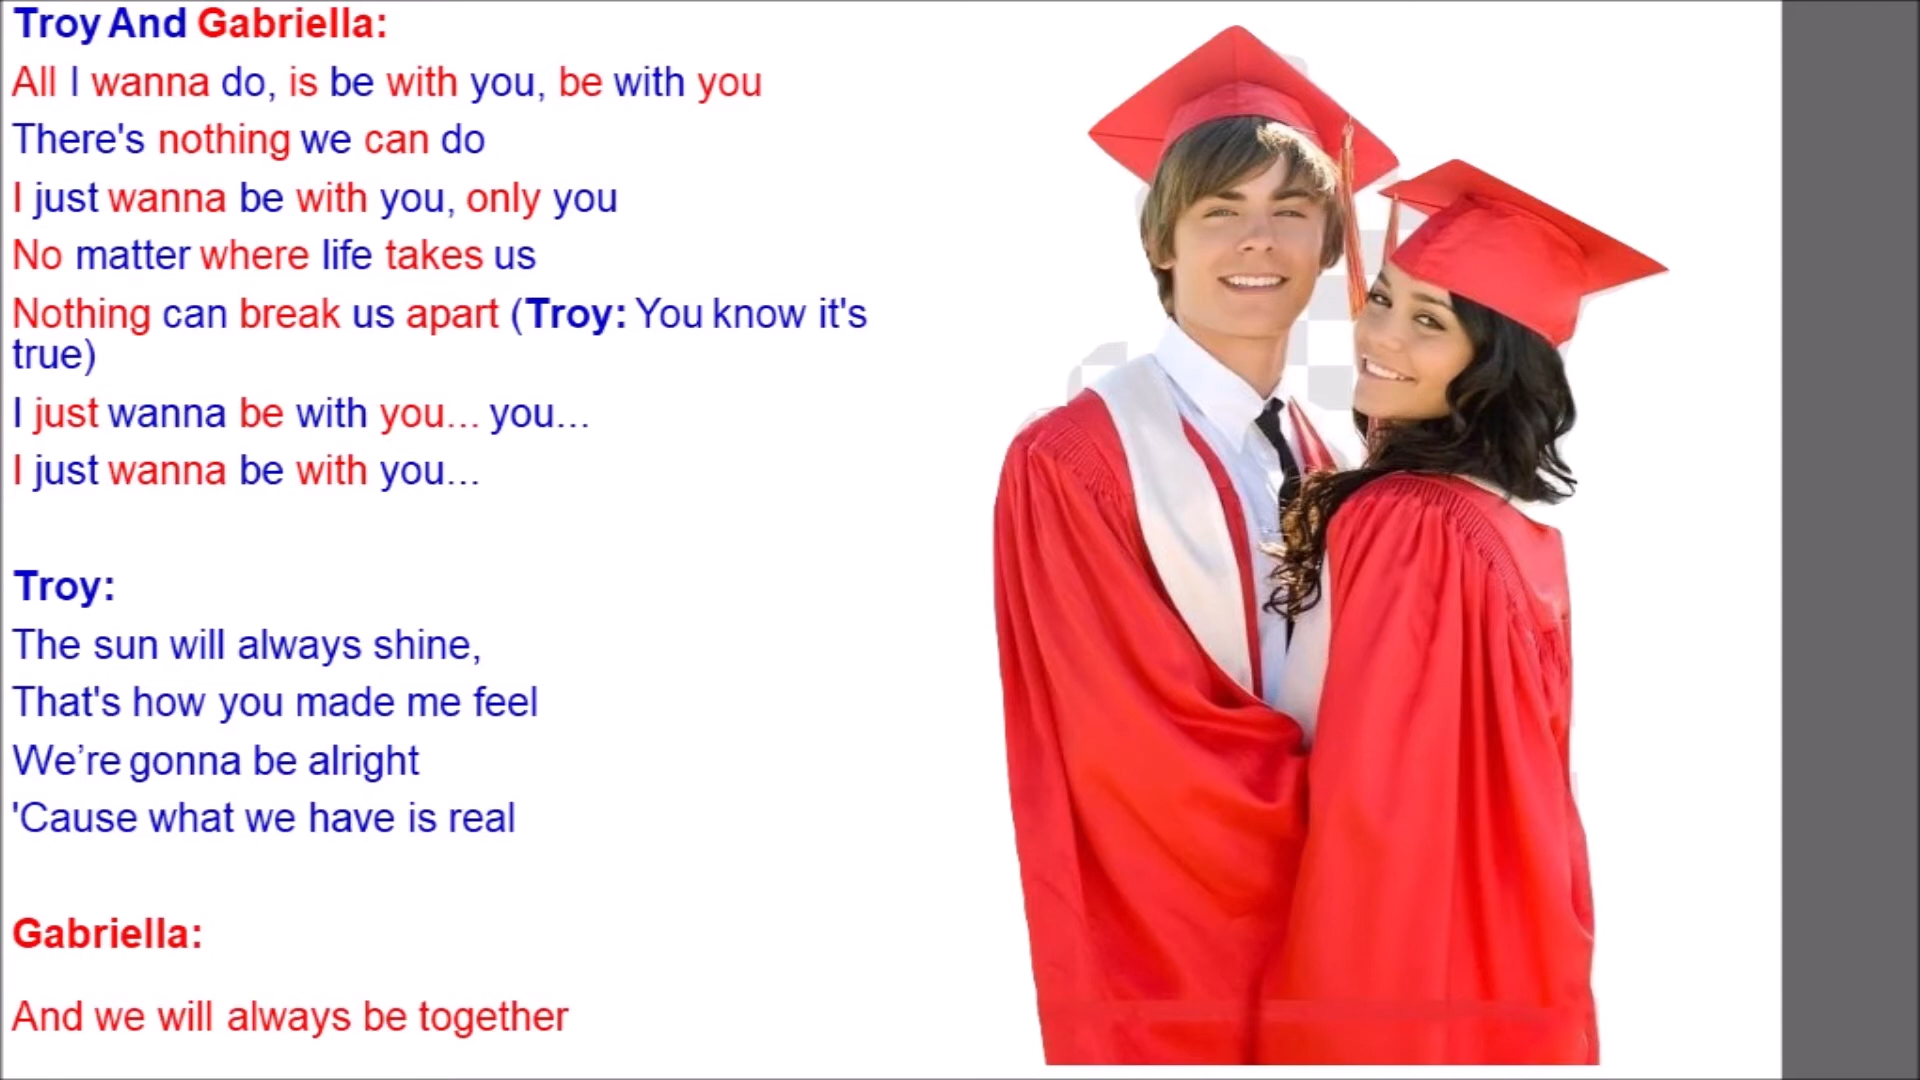 Troy And Gabriella:
All I wanna do, is be with you, be with you
There's nothing we can do
I just wanna be with you, only you
No matter where life takes us
Nothing can break us apart (Troy: You know it's
true)
I just wanna be with you... you...
I just wanna be with you...
Troy:
The sun will always shine,
That's how you made me feel
We’re gonna be alright
'Cause what we have is real
Gabriella:
And we will always be together